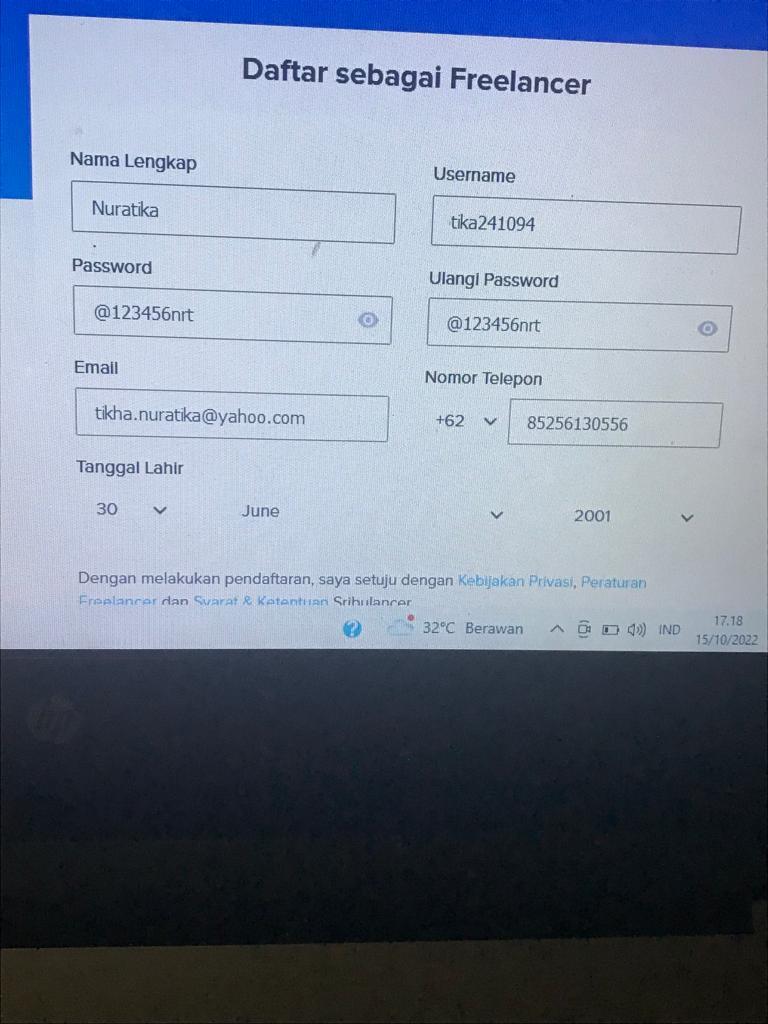 Daftar sebagai Freelancer
Nama Lengkap
Username
Nuratika
tika241094
Password
Ulangi Password
@123456nrt
@123456nrt
Email
Nomor Telepon
tikha.nuratika@yahoo.com
+62 85256130556
Tanggal Lahir
30 June 2001
Dengan melakukan pendaftaran, saya setuju dengan Kebijakan Privasi, Peraturan
Freelancer dan Syarat & Ketentuan Sribulancer
32°C Berawan IND 17.18
15/10/2022
hp